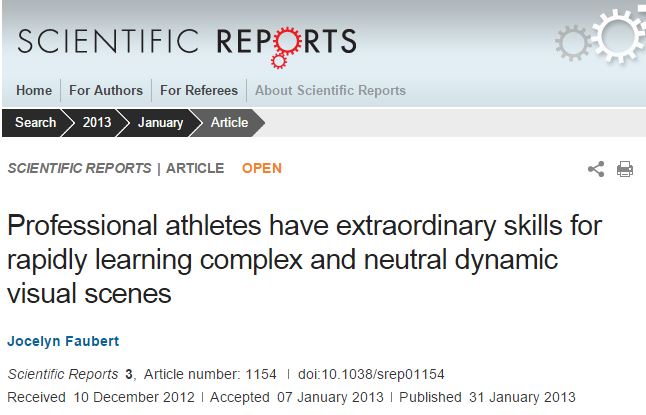 SCIENTIFIC REPORTS
Home | For Authors | For Referees | About Scientific Reports
Search 2013 January Article
SCIENTIFIC REPORTS | ARTICLE OPEN
Professional athletes have extraordinary skills for
rapidly learning complex and neutral dynamic
visual scenes
Jocelyn Faubert
Scientific Reports 3, Article number: 1154 | doi:10.1038/srep01154
Received 10 December 2012 | Accepted 07 January 2013 | Published 31 January 2013